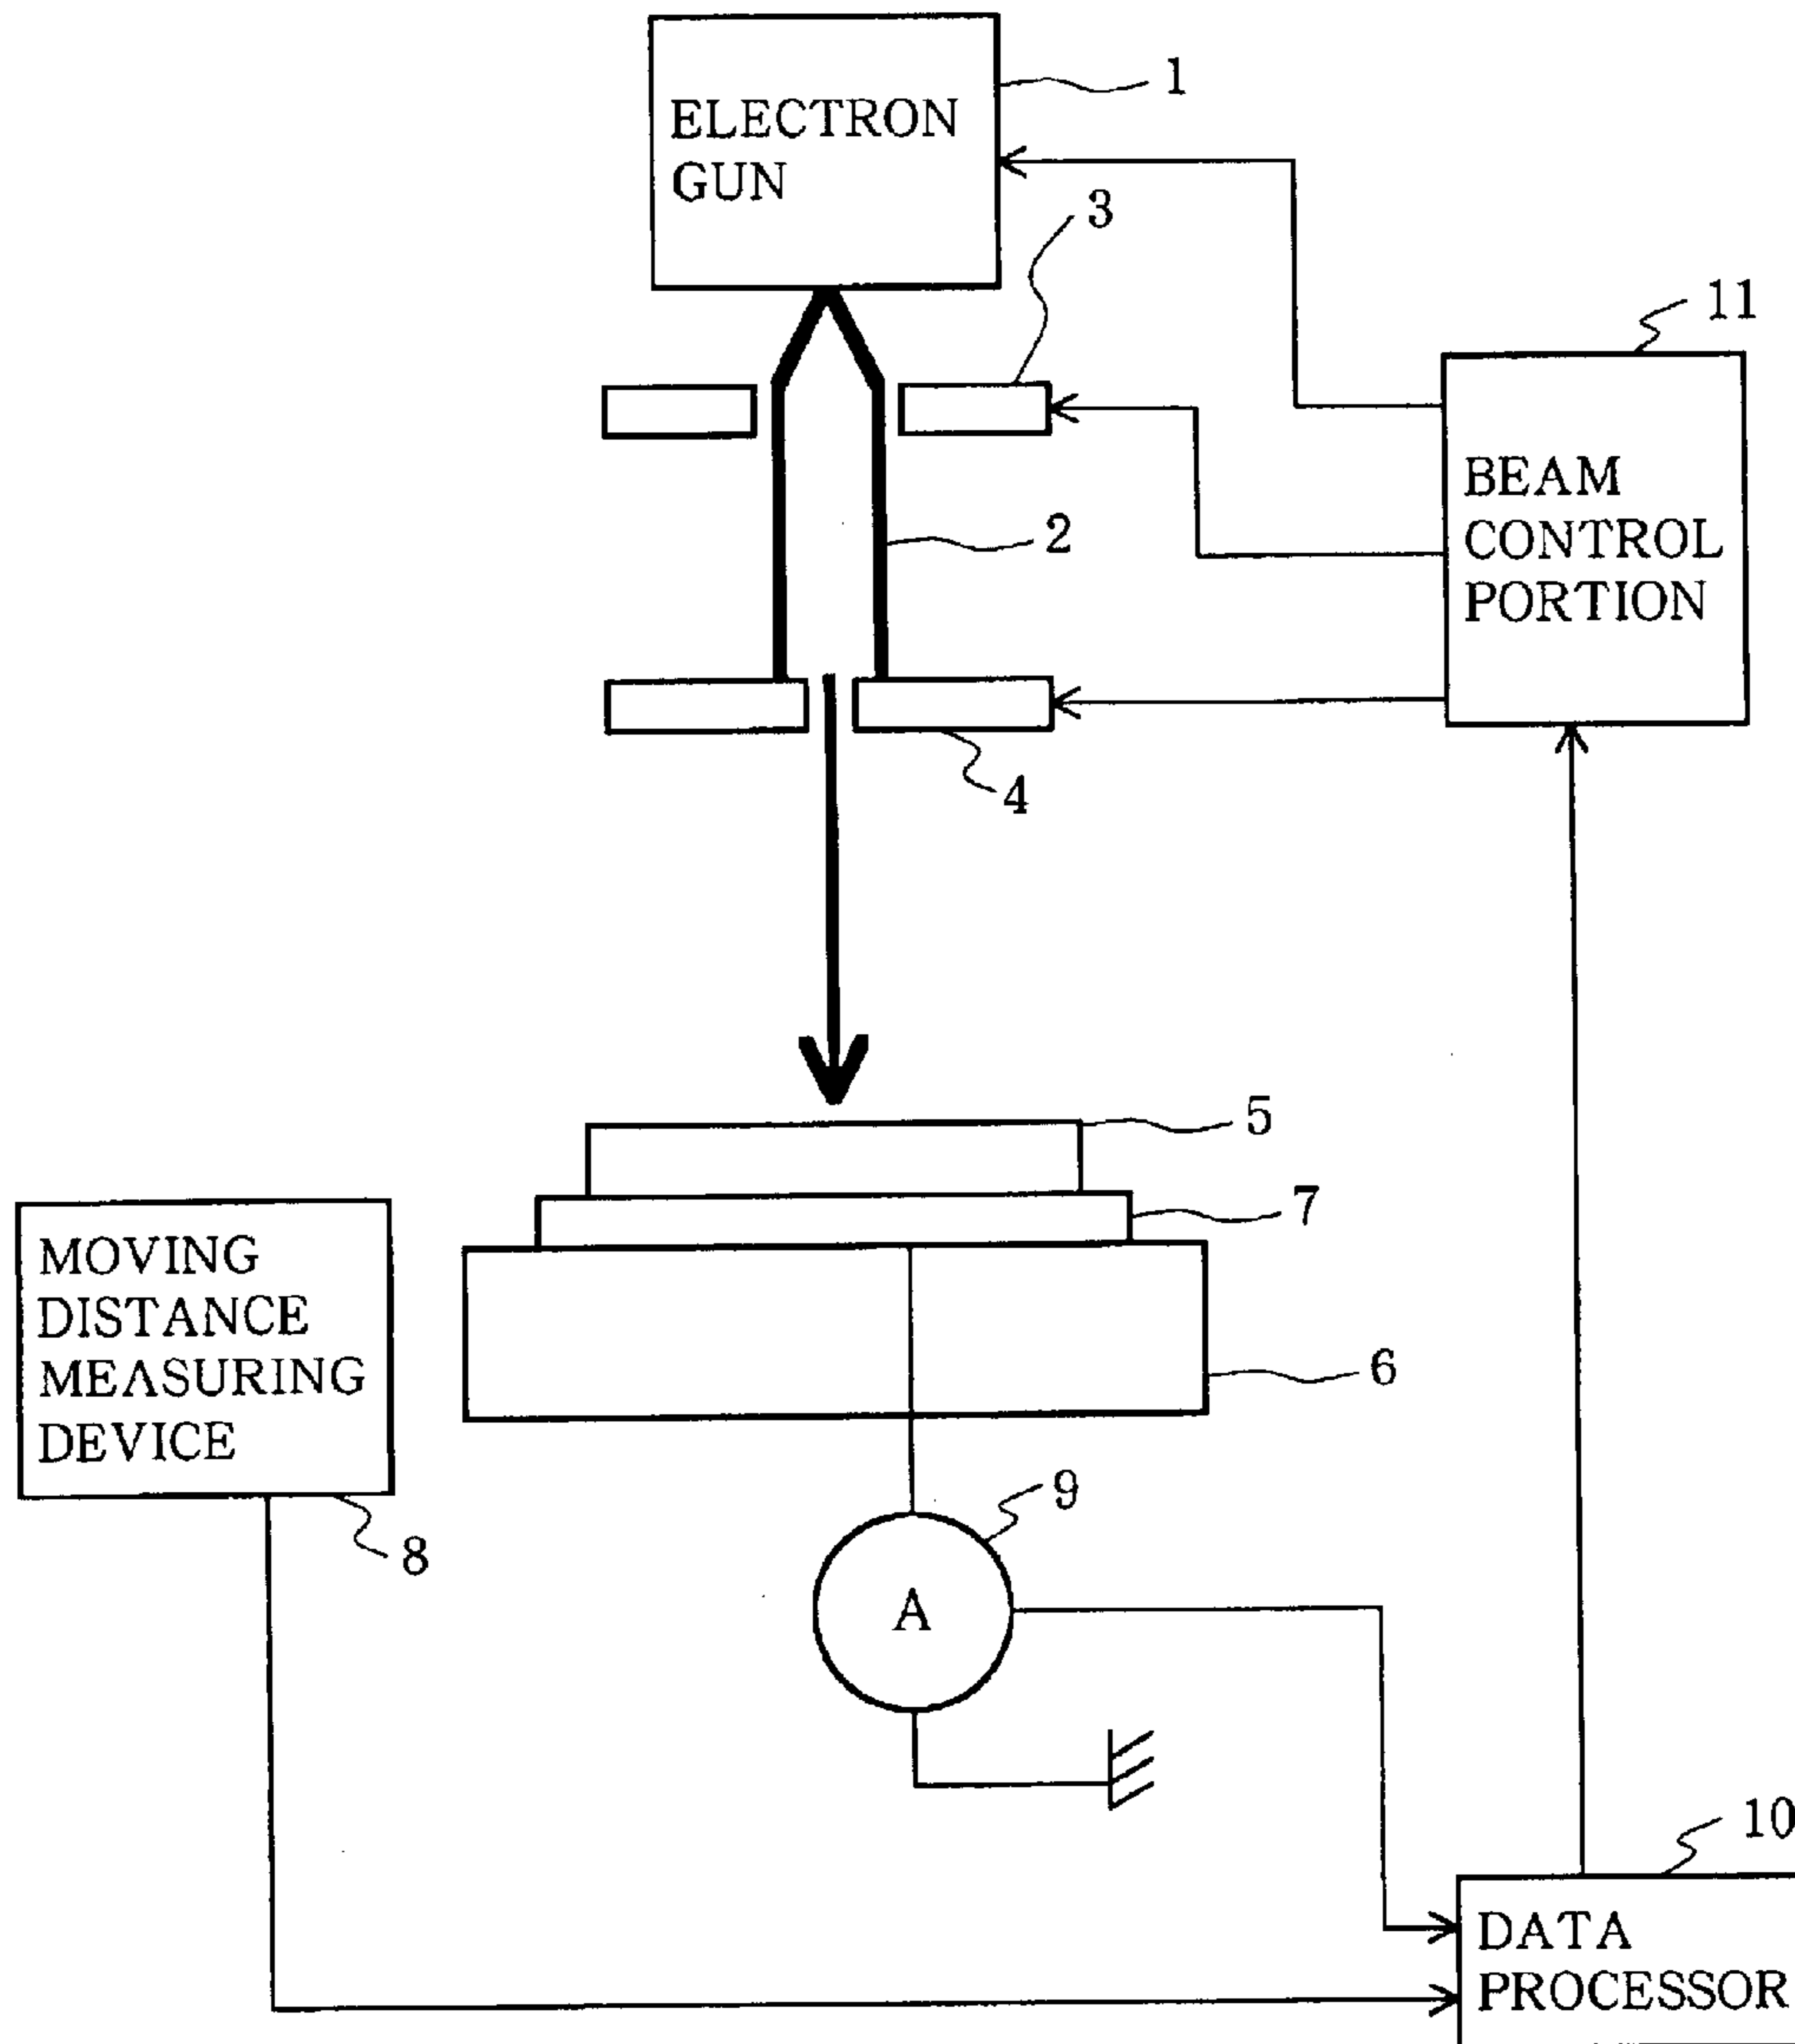 ELECTRON
GUN
1
3
11
BEAM
CONTROL
PORTION
2
4
5
7
MOVING
DISTANCE
MEASURING
DEVICE
6
9
8
A
10
DATA
PROCESSOR